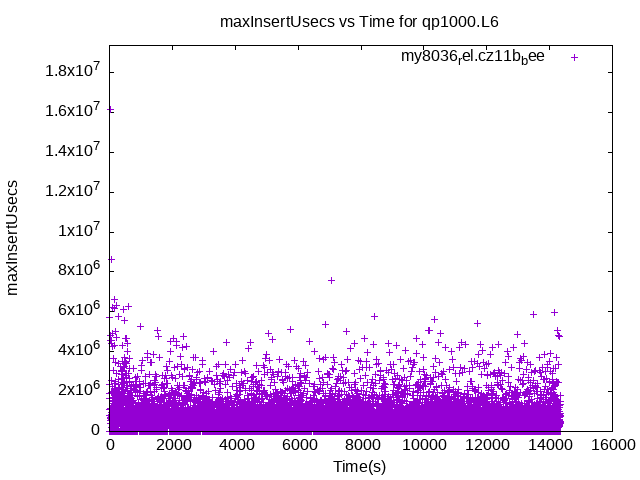 maxInsertUsecs vs Time for qp1000.L6
my8036rel.cz11bbee
1.8x10^7
1.6x10^7
1.4x10^7
1.2x10^7
1x10^7
8x10^6
6x10^6
4x10^6
2x10^6
0
maxInsertUsecs
0 2000 4000 6000 8000 10000 12000 14000 16000
Time(s)